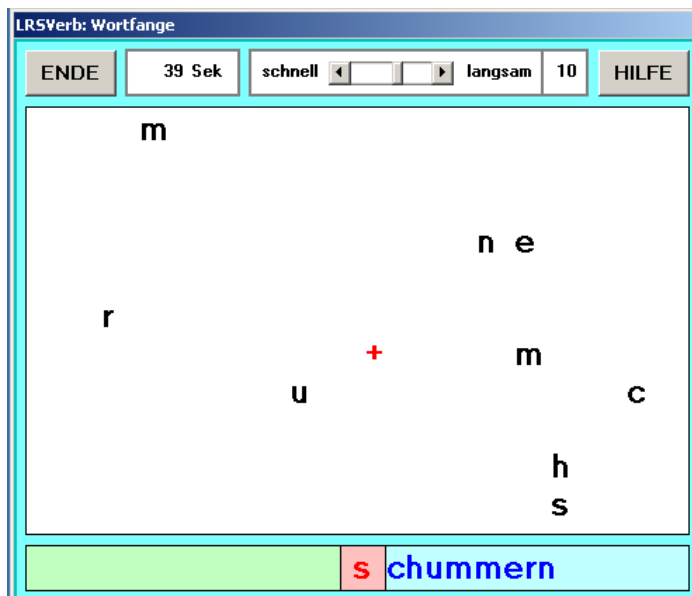 LRSVerb: Wortfange
ENDE 39 Sek schnell langsam 10 HILFE
m
n e
r
+ m
u c
h
s
s chummern